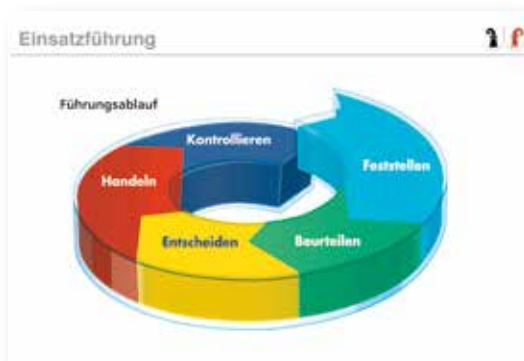 Einsatzführung
Führungsablauf
Kontrollieren
Feststellen
Handeln
Entscheiden
Beurteilen